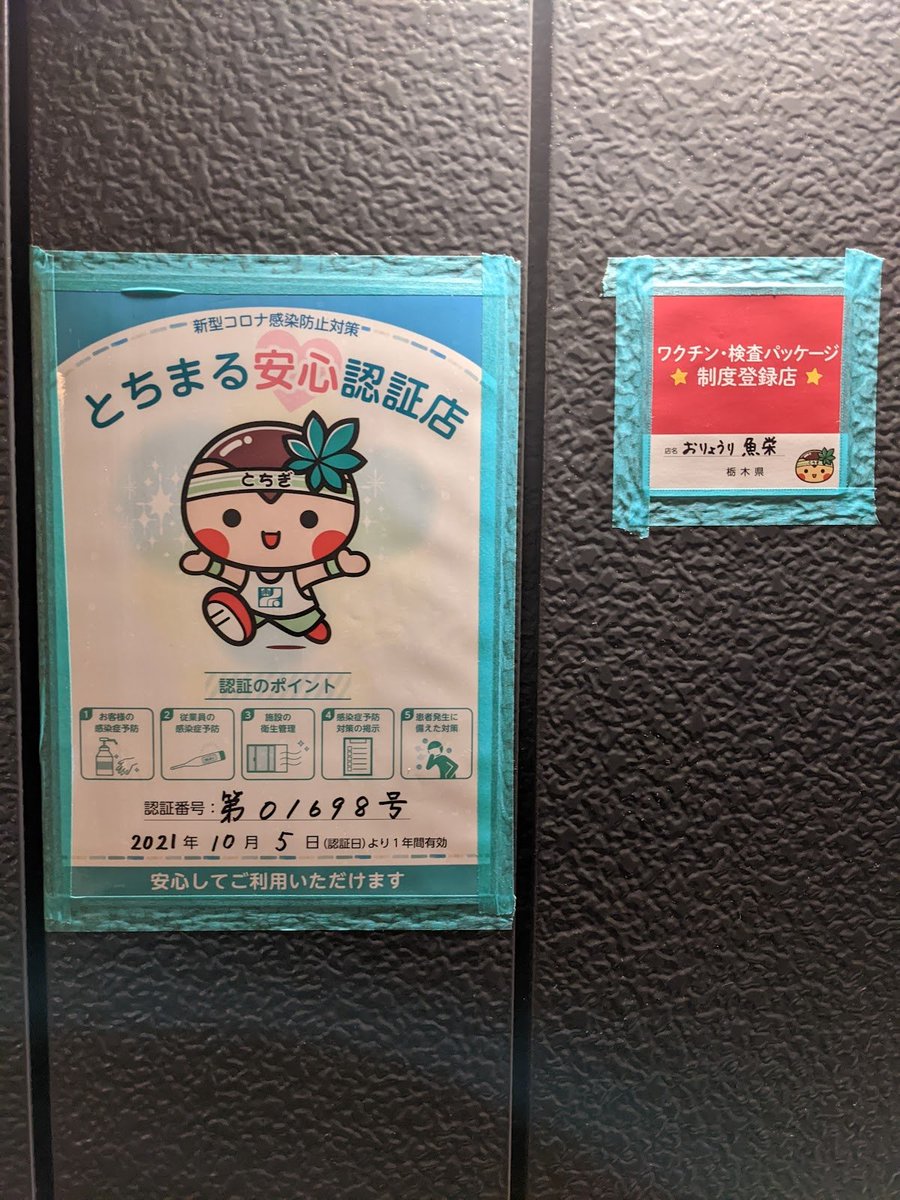 新型コロナ感染防止対策
とちまる安心認証店
とちぎ
認証のポイント
1 お客様の
感染症予防
2 従業員の
感染症予防
3 施設の
衛生管理
4 感染症予防
対策の掲示
5 患者発生に
備えた対策
認証番号：第01698号
2021年10月5日(認証日)より1年間有効
安心してご利用いただけます
ワクチン・検査パッケージ
制度登録店
店名 おりょうり 魚栄
栃木県